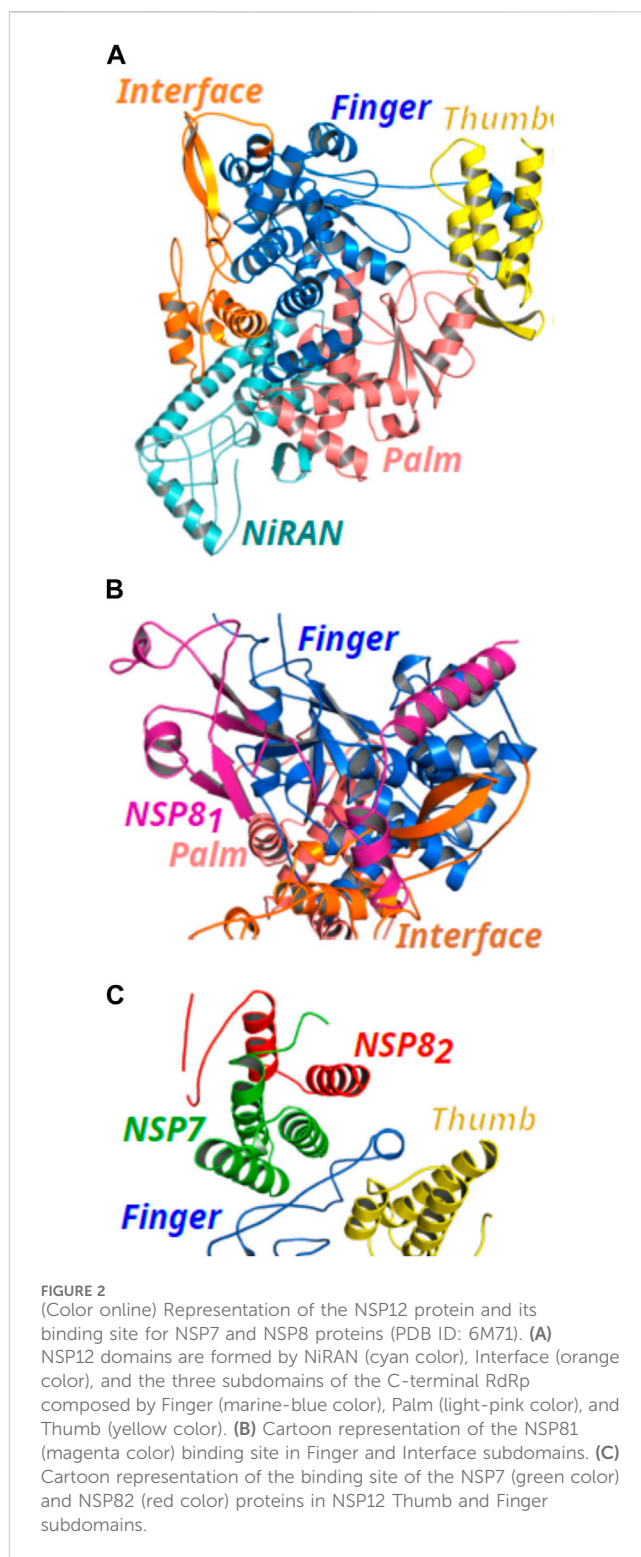 A
Interface
Finger
Thumb
Palm
NiRAN
B
Finger
NSP8₁
Palm
Interface
C
NSP8₂
NSP7
Thumb
Finger
FIGURE 2
(Color online) Representation of the NSP12 protein and its
binding site for NSP7 and NSP8 proteins (PDB ID: 6M71). (A)
NSP12 domains are formed by NiRAN (cyan color), Interface (orange
color), and the three subdomains of the C-terminal RdRp
composed by Finger (marine-blue color), Palm (light-pink color), and
Thumb (yellow color). (B) Cartoon representation of the NSP81
(magenta color) binding site in Finger and Interface subdomains. (C)
Cartoon representation of the binding site of the NSP7 (green color)
and NSP82 (red color) proteins in NSP12 Thumb and Finger
subdomains.